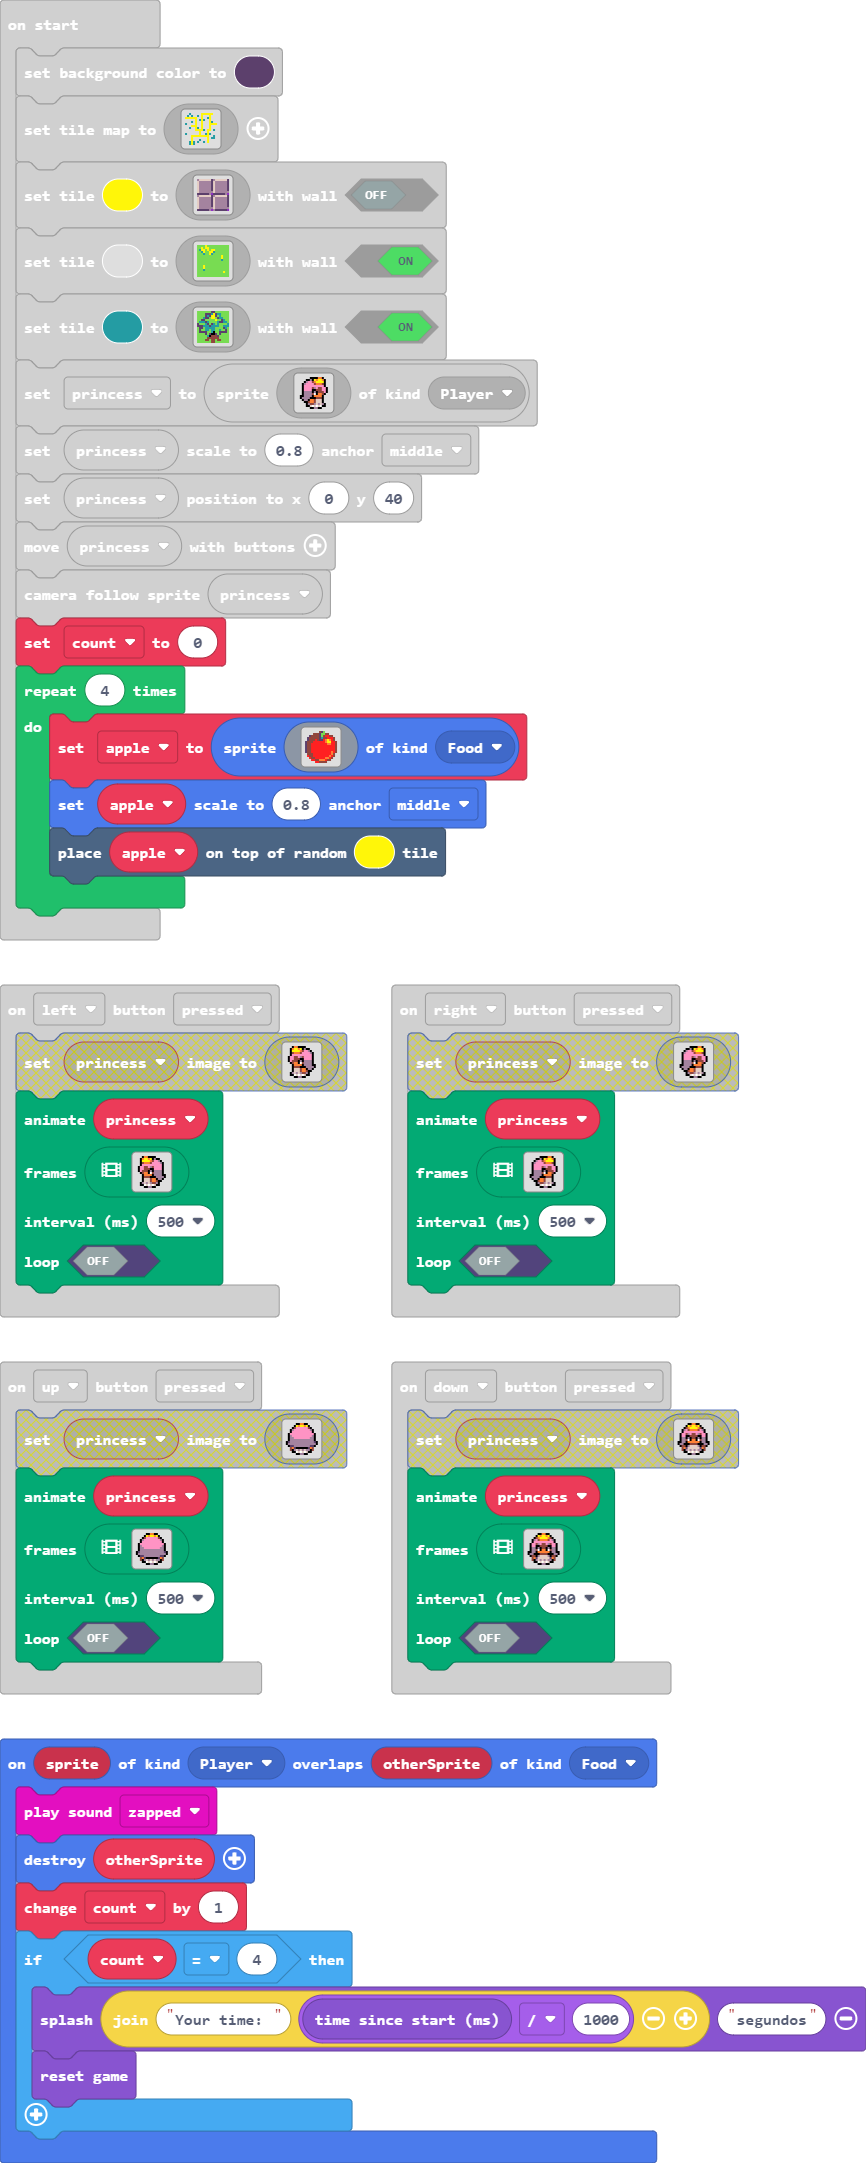 on start
set background color to
set tile map to
set tile to with wall OFF
set tile to with wall ON
set tile to with wall ON
set princess to sprite of kind Player
set princess scale to 0.8 anchor middle
set princess position to x 0 y 40
move princess with buttons
camera follow sprite princess
set count to 0
repeat 4 times
do
set apple to sprite of kind Food
set apple scale to 0.8 anchor middle
place apple on top of random tile
on left button pressed
set princess image to
animate princess
frames
interval (ms) 500
loop OFF
on right button pressed
set princess image to
animate princess
frames
interval (ms) 500
loop OFF
on up button pressed
set princess image to
animate princess
frames
interval (ms) 500
loop OFF
on down button pressed
set princess image to
animate princess
frames
interval (ms) 500
loop OFF
on sprite of kind Player overlaps otherSprite of kind Food
play sound zapped
destroy otherSprite
change count by 1
if count = 4 then
splash join "Your time: " time since start (ms) / 1000 "segundos"
reset game